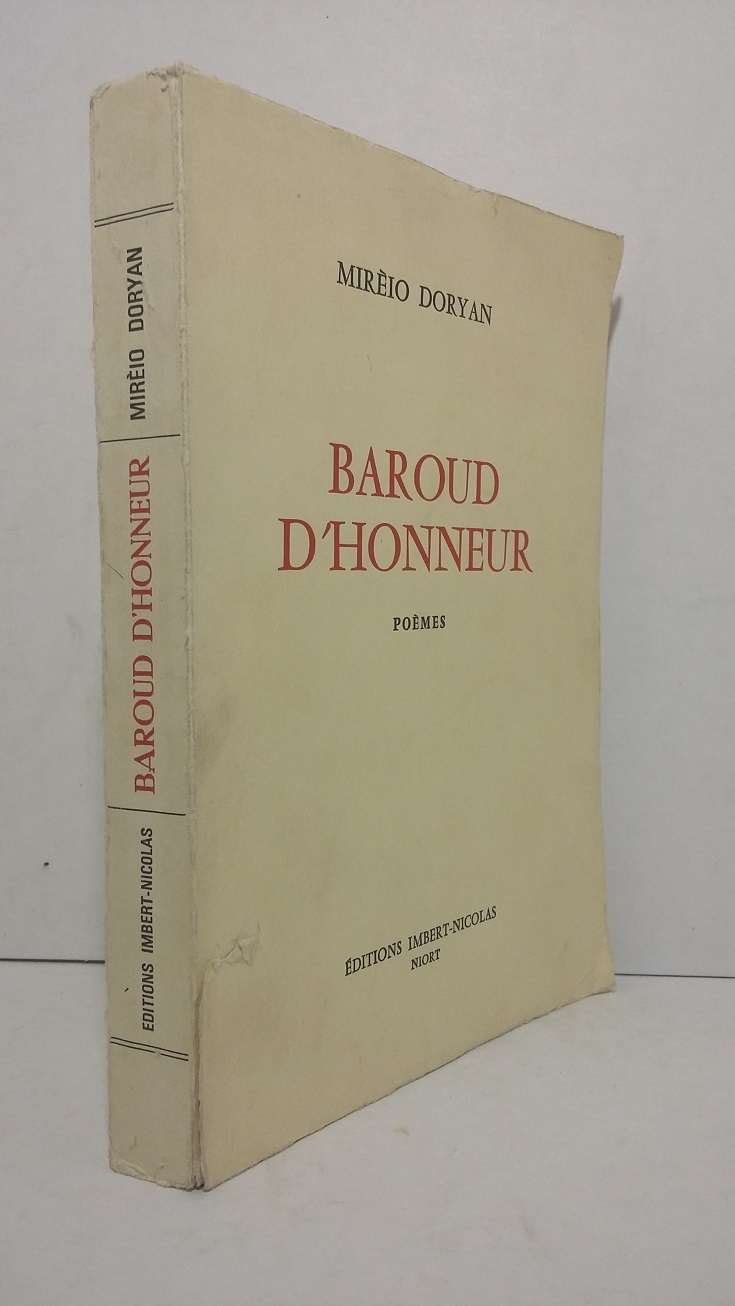 MIRÈIO DORYAN
BAROUD D'HONNEUR
EDITIONS IMBERT-NICOLAS
MIRÈIO DORYAN
BAROUD
D'HONNEUR
POÈMES
ÉDITIONS IMBERT-NICOLAS
NIORT